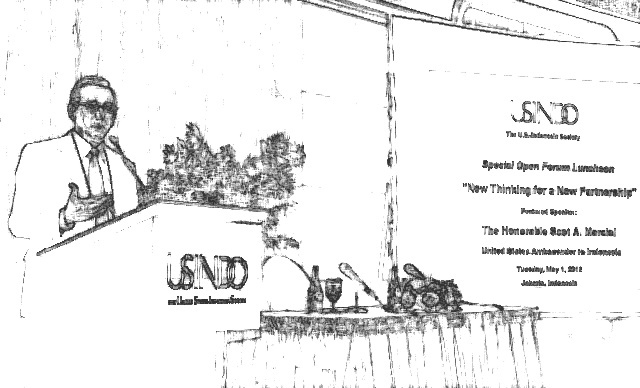 USINDO
The U.S.-Indonesia Society
Special Open Forum Luncheon
"New Thinking for a New Partnership"
Featured Speaker:
The Honorable Scot A. Marciel
United States Ambassador to Indonesia
Tuesday, May 1, 2012
Jakarta, Indonesia
USINDO